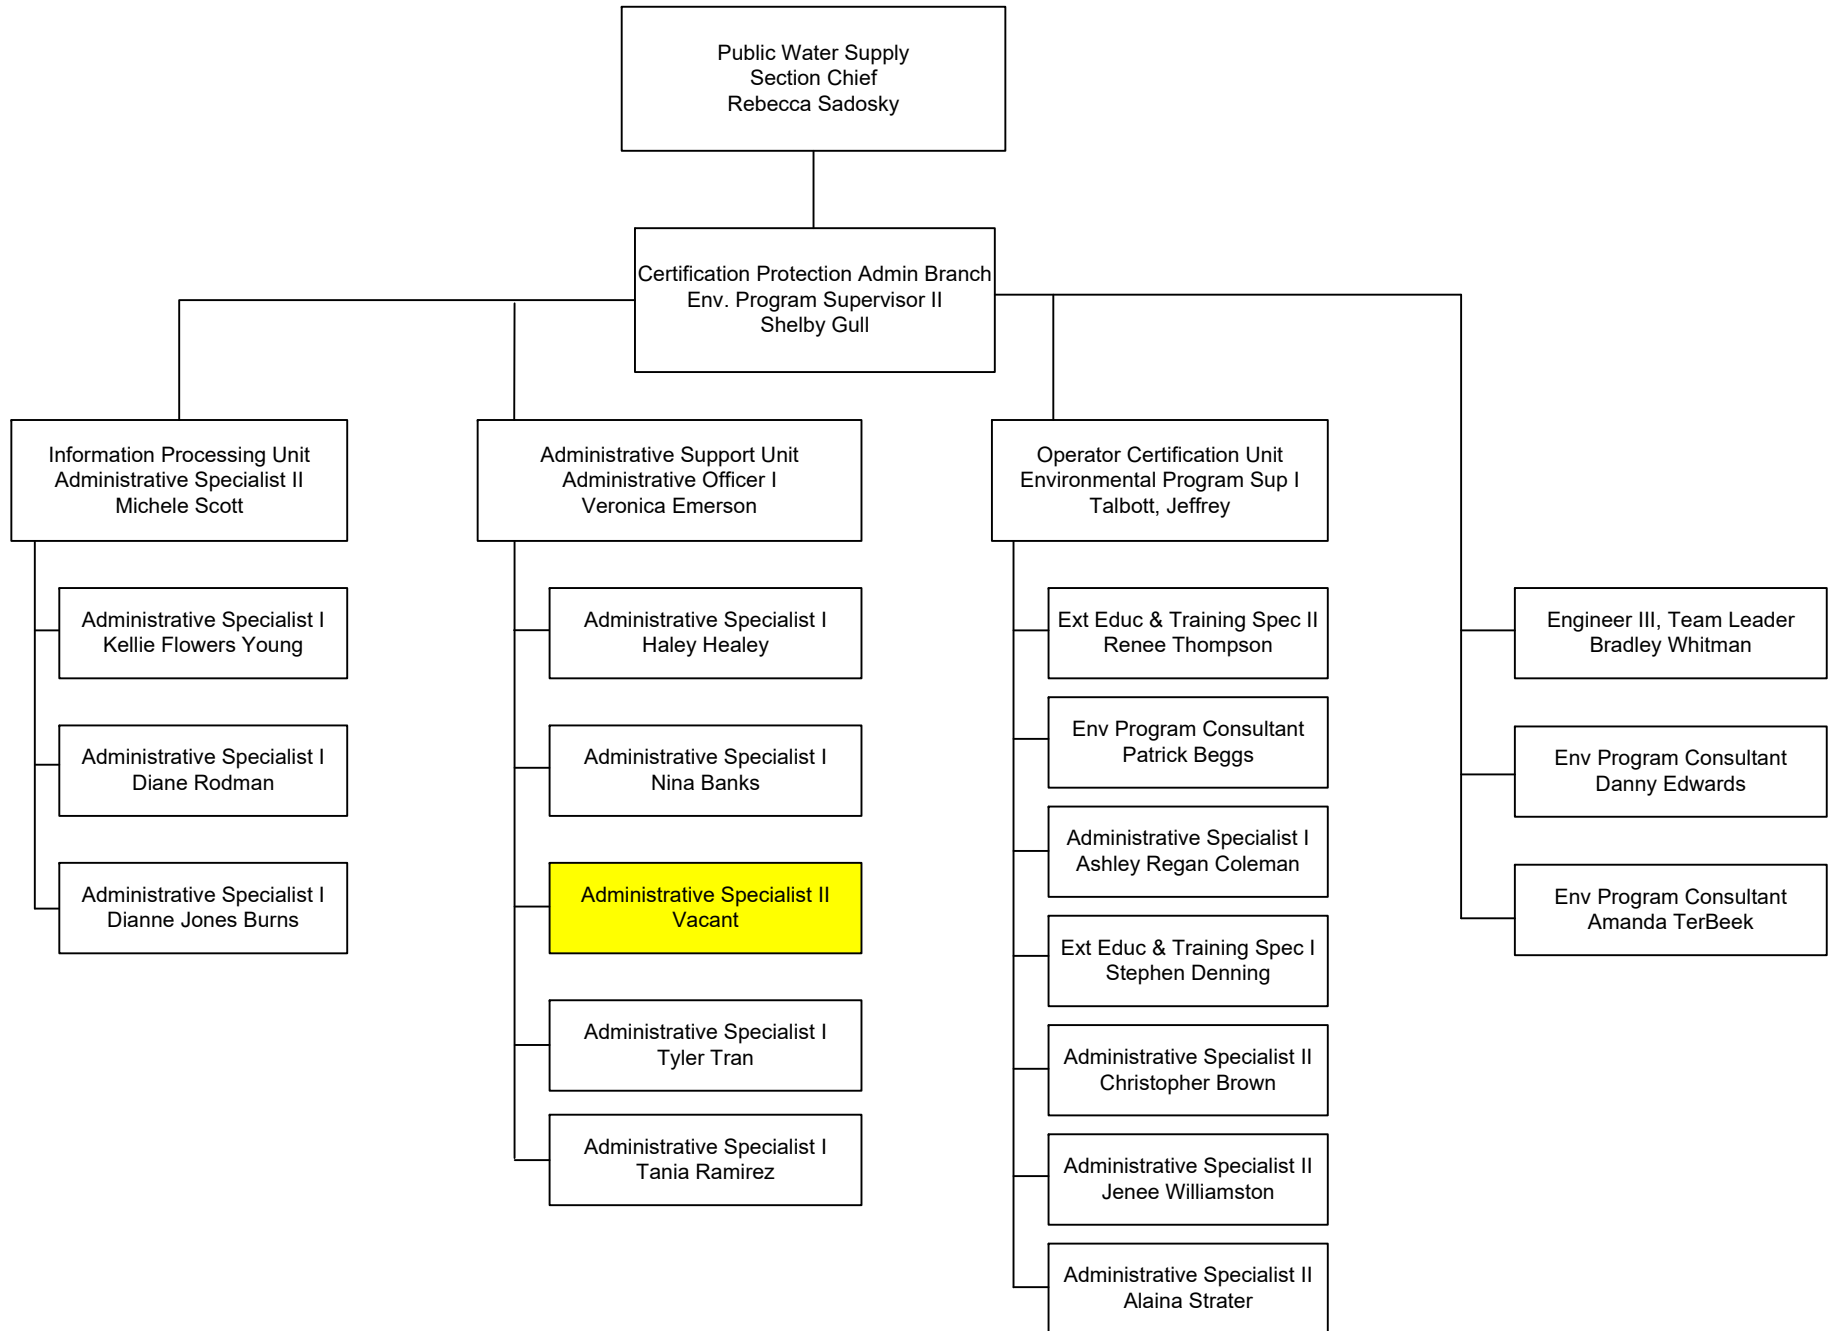 Public Water Supply
Section Chief
Rebecca Sadosky
Certification Protection Admin Branch
Env. Program Supervisor II
Shelby Gull
Information Processing Unit
Administrative Specialist II
Michele Scott
Administrative Specialist I
Kellie Flowers Young
Administrative Specialist I
Diane Rodman
Administrative Specialist I
Dianne Jones Burns
Administrative Support Unit
Administrative Officer I
Veronica Emerson
Administrative Specialist I
Haley Healey
Administrative Specialist I
Nina Banks
Administrative Specialist II
Vacant
Administrative Specialist I
Tyler Tran
Administrative Specialist I
Tania Ramirez
Operator Certification Unit
Environmental Program Sup I
Talbott, Jeffrey
Ext Educ & Training Spec II
Renee Thompson
Env Program Consultant
Patrick Beggs
Administrative Specialist I
Ashley Regan Coleman
Ext Educ & Training Spec I
Stephen Denning
Administrative Specialist II
Christopher Brown
Administrative Specialist II
Jenee Williamston
Administrative Specialist II
Alaina Strater
Engineer III, Team Leader
Bradley Whitman
Env Program Consultant
Danny Edwards
Env Program Consultant
Amanda TerBeek